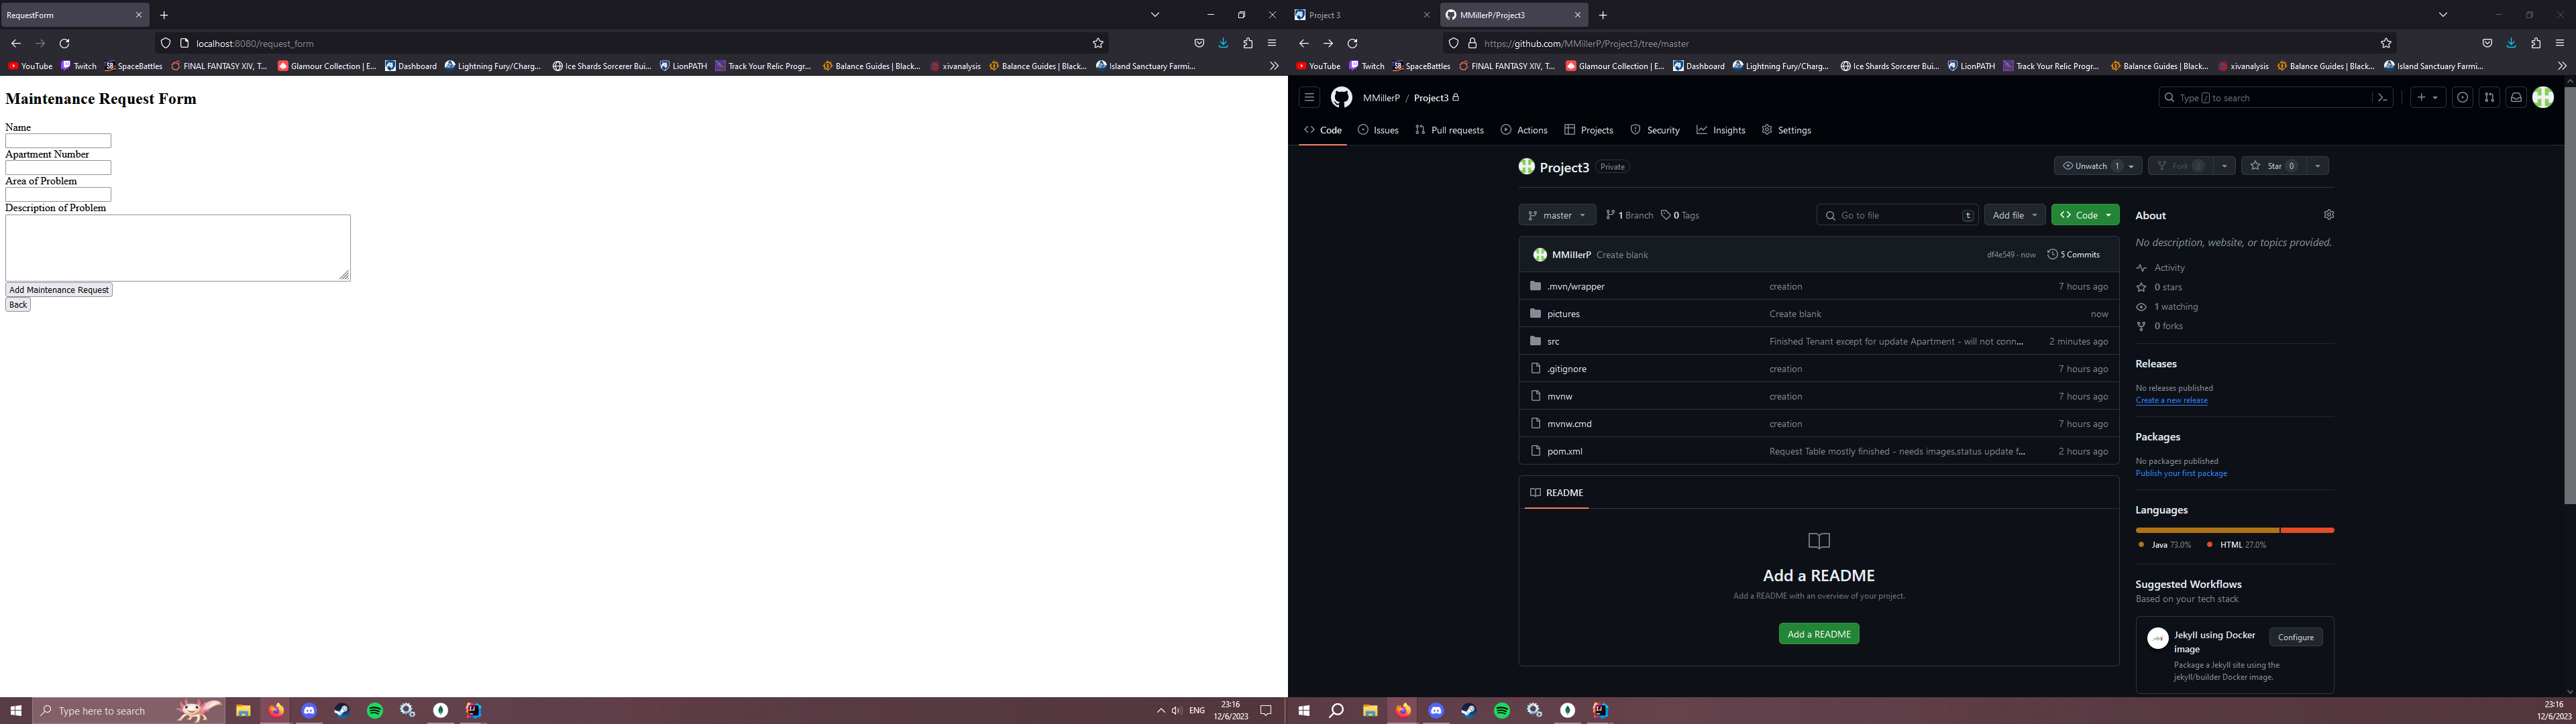 RequestForm
localhost:8080/request_form
YouTube Twitch SpaceBattles FINAL FANTASY XIV, T... Glamour Collection | E... Dashboard Lightning Fury/Charg... Ice Shards Sorcerer Bui... LionPATH Track Your Relic Progr... Balance Guides | Black... xivanalysis Balance Guides | Black... Island Sanctuary Farmi...
Maintenance Request Form
Name
Apartment Number
Area of Problem
Description of Problem
Add Maintenance Request
Back
Type here to search
ENG
23:16
12/6/2023
Project 3
MMillerP/Project3
https://github.com/MMillerP/Project3/tree/master
YouTube Twitch SpaceBattles FINAL FANTASY XIV, T... Glamour Collection | E... Dashboard Lightning Fury/Charg... Ice Shards Sorcerer Bui... LionPATH Track Your Relic Progr... Balance Guides | Black... xivanalysis Balance Guides | Black... Island Sanctuary Farmi...
MMillerP / Project3
Type / to search
Code Issues Pull requests Actions Projects Security Insights Settings
Project3 Private
Unwatch 1 Fork 0 Star 0
master 1 Branch 0 Tags
Go to file t
Add file
Code
MMillerP Create blank df4e549 · now 5 Commits
.mvn/wrapper creation 7 hours ago
pictures Create blank now
src Finished Tenant except for update Apartment - will not conn... 2 minutes ago
.gitignore creation 7 hours ago
mvnw creation 7 hours ago
mvnw.cmd creation 7 hours ago
pom.xml Request Table mostly finished - needs images,status update f... 2 hours ago
README
Add a README
Add a README with an overview of your project.
Add a README
About
No description, website, or topics provided.
Activity
0 stars
1 watching
0 forks
Releases
No releases published
Create a new release
Packages
No packages published
Publish your first package
Languages
Java 73.0% HTML 27.0%
Suggested Workflows
Based on your tech stack
Jekyll using Docker image
Configure
Package a Jekyll site using the
jekyll/builder Docker image.
23:16
12/6/2023